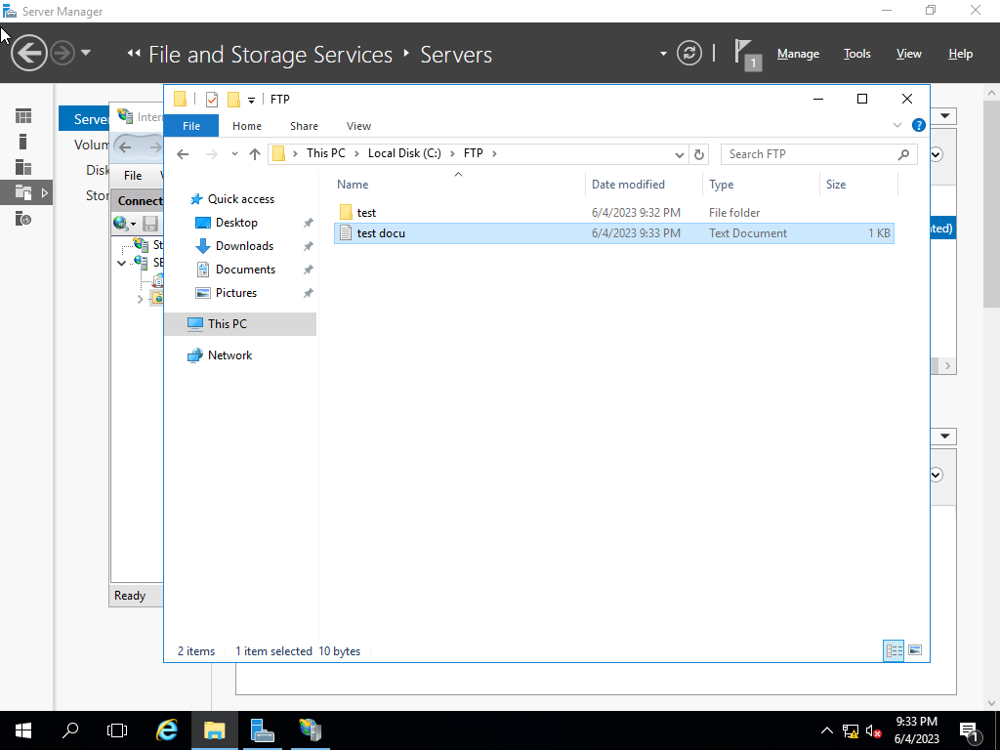 Server Manager
File and Storage Services
Servers
1
Manage
Tools
View
Help
FTP
File
Home
Share
View
This PC
Local Disk (C:)
FTP
Search FTP
Name
Date modified
Type
Size
Quick access
Desktop
Downloads
Documents
Pictures
This PC
Network
test
6/4/2023 9:32 PM
File folder
test docu
6/4/2023 9:33 PM
Text Document
1 KB
2 items
1 item selected
10 bytes
Serve
Volum
Disk
Stor
Inter
File
Connect
St
SE
Ready
ated)
9:33 PM
6/4/2023
1